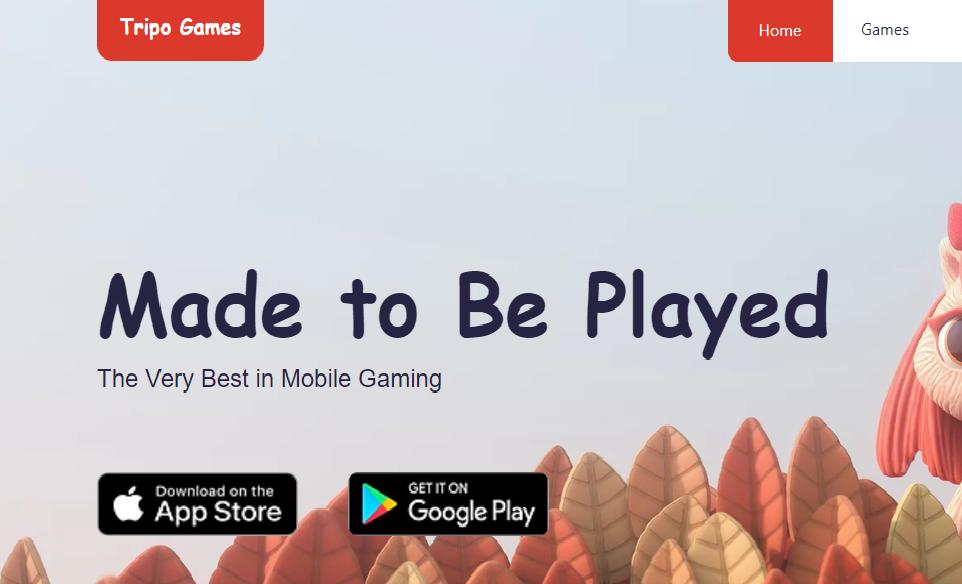 Tripo Games
Home
Games
Made to Be Played
The Very Best in Mobile Gaming
Download on the
App Store
GET IT ON
Google Play